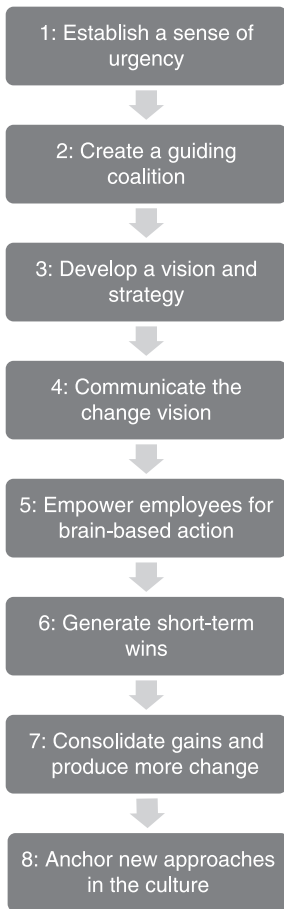 1: Establish a sense of
urgency
2: Create a guiding
coalition
3: Develop a vision and
strategy
4: Communicate the
change vision
5: Empower employees for
brain-based action
6: Generate short-term
wins
7: Consolidate gains and
produce more change
8: Anchor new approaches
in the culture